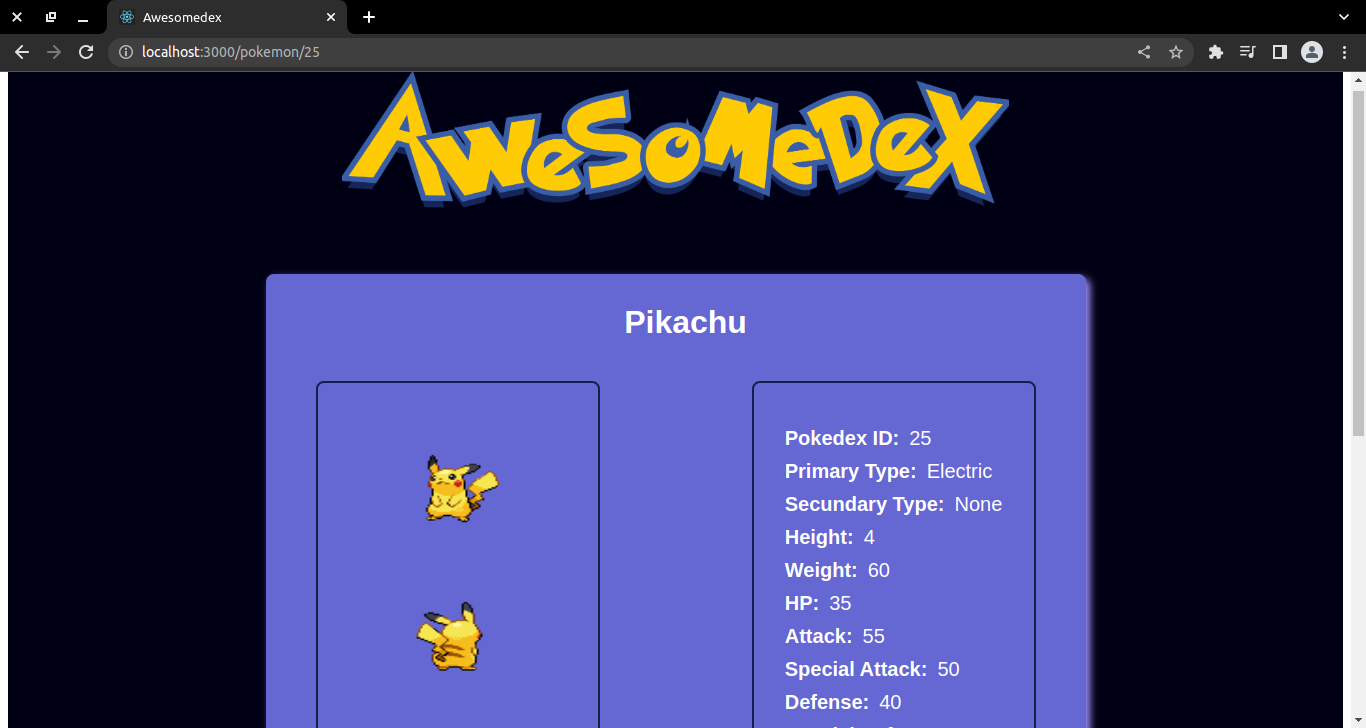 Awesomedex
localhost:3000/pokemon/25
AWeSoMeDeX
Pikachu
Pokedex ID: 25
Primary Type: Electric
Secundary Type: None
Height: 4
Weight: 60
HP: 35
Attack: 55
Special Attack: 50
Defense: 40